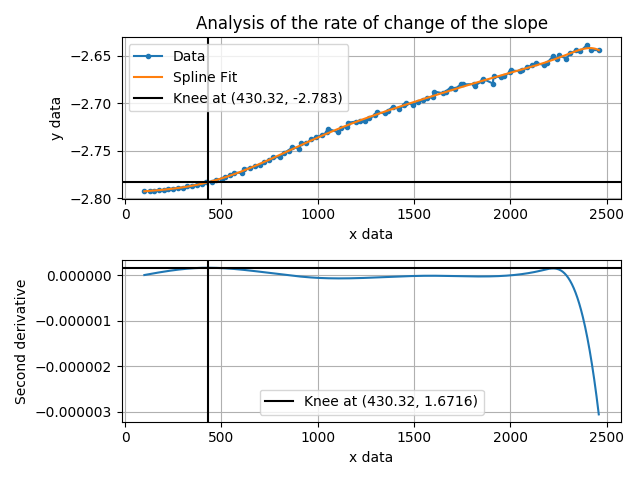 Analysis of the rate of change of the slope
Data
Spline Fit
Knee at (430.32, -2.783)
−2.65
−2.70
−2.75
−2.80
y data
0
500
1000
1500
2000
2500
x data
0.000000
−0.000001
−0.000002
−0.000003
Second derivative
Knee at (430.32, 1.6716)
0
500
1000
1500
2000
2500
x data